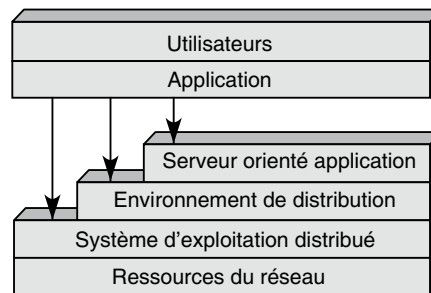 Utilisateurs
Application
Serveur orienté application
Environnement de distribution
Système d'exploitation distribué
Ressources du réseau